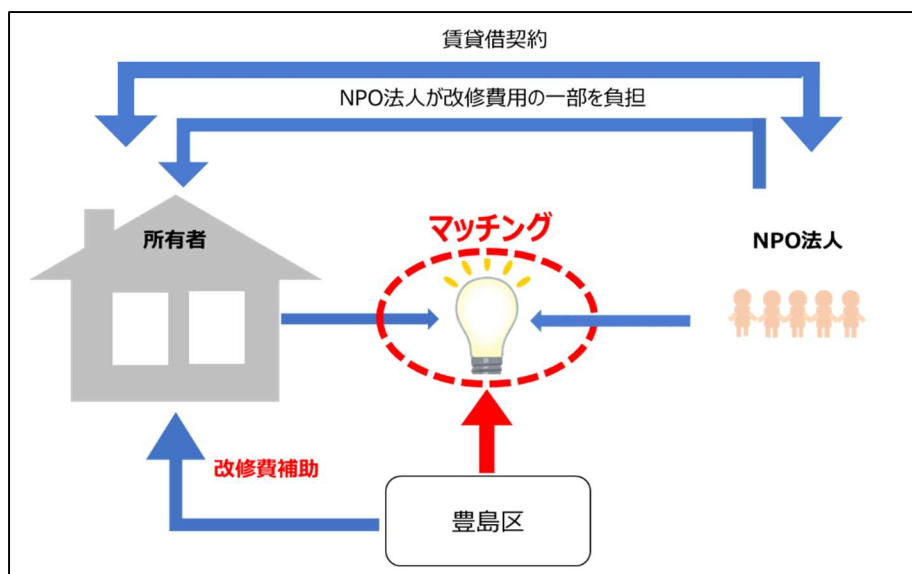 賃貸借契約
NPO法人が改修費用の一部を負担
マッチング
所有者
NPO法人
改修費補助
豊島区